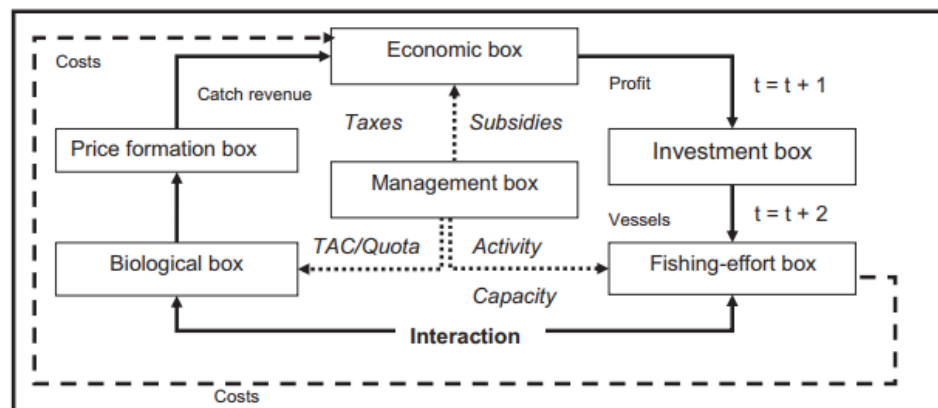 Economic box
Costs
Profit
t = t + 1
Catch revenue
Taxes
Subsidies
Price formation box
Investment box
Management box
Vessels
t = t + 2
TAC/Quota
Activity
Biological box
Fishing-effort box
Capacity
Interaction
Costs